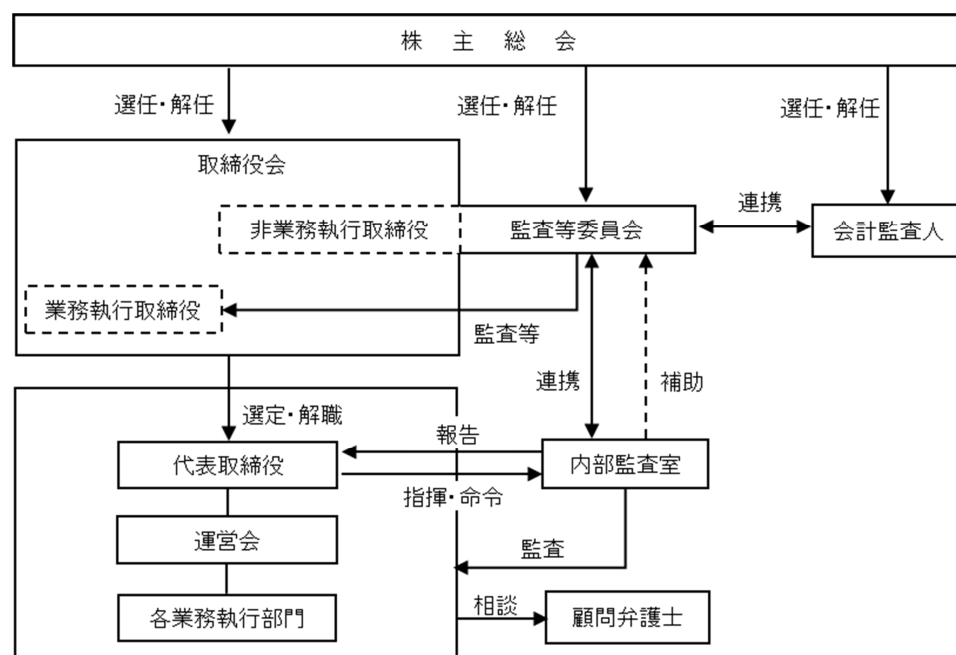 株主総会
選任・解任
選任・解任
選任・解任
取締役会
連携
非業務執行取締役
監査等委員会
会計監査人
業務執行取締役
監査等
連携
補助
選定・解職
報告
代表取締役
内部監査室
指揮・命令
運営会
監査
相談
各業務執行部門
顧問弁護士